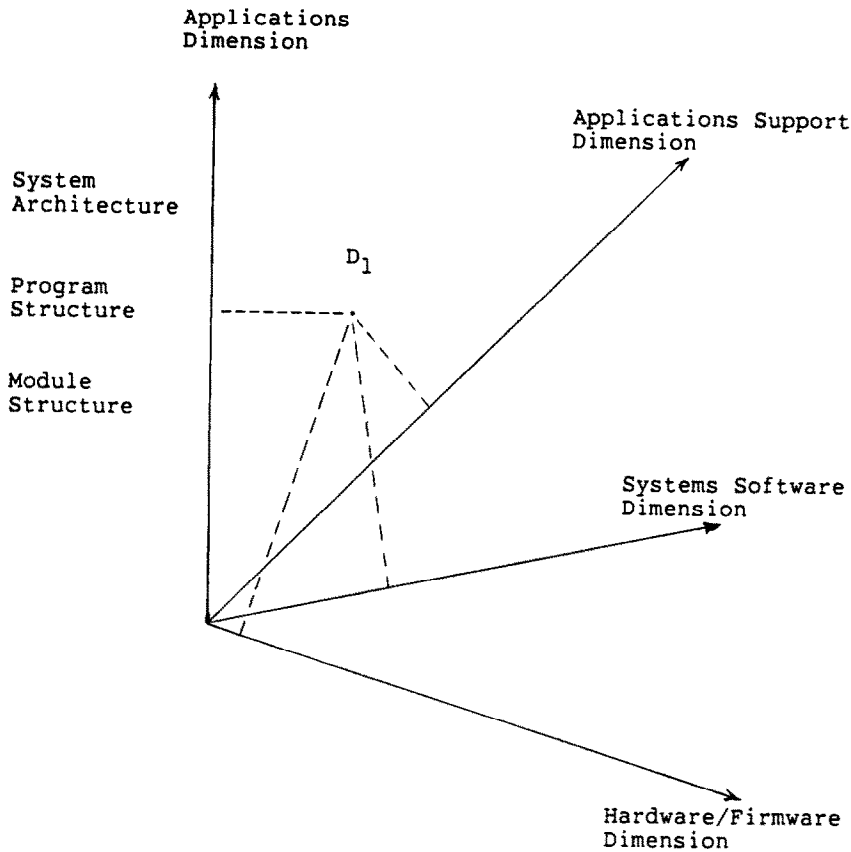 Applications
Dimension
Applications Support
Dimension
System
Architecture
D1
Program
Structure
Module
Structure
Systems Software
Dimension
Hardware/Firmware
Dimension